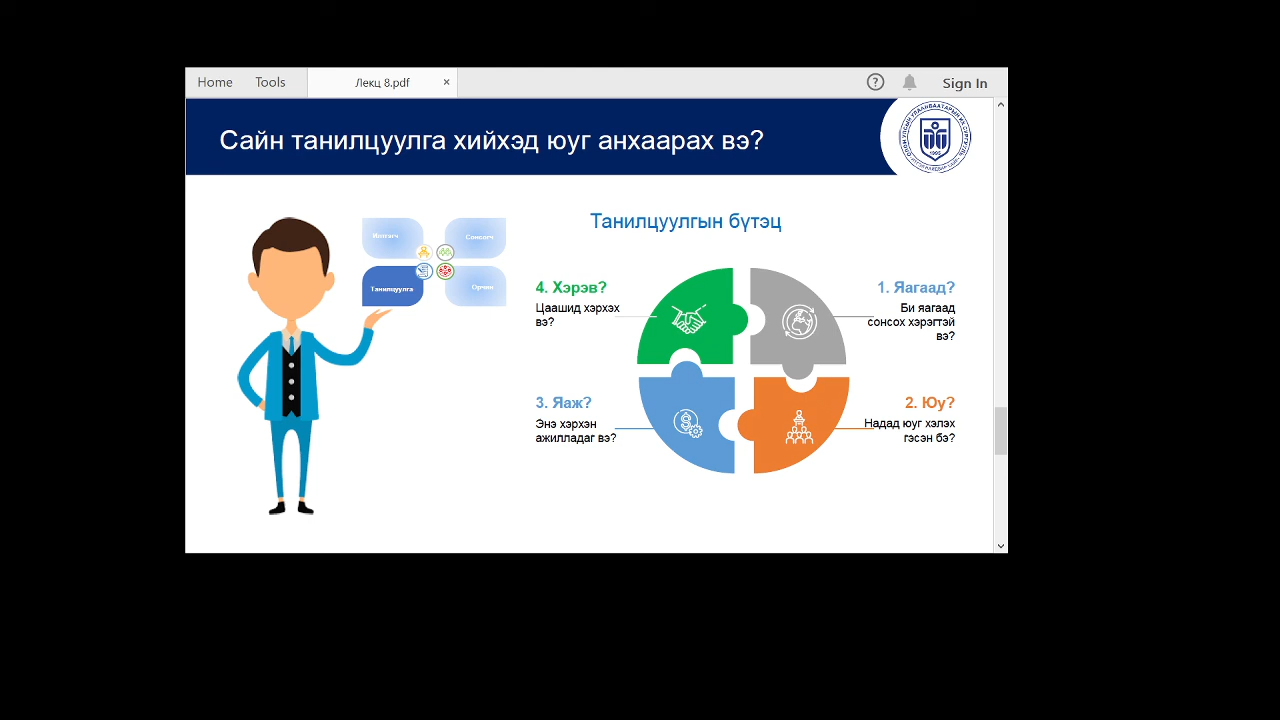 Home Tools Лекц 8.pdf × ? Sign In
Сайн танилцуулга хийхэд юуг анхаарах вэ?
1995
Илтгэгч Сонсогч
Танилцуулга Орчин
Танилцуулгын бүтэц
4. Хэрэв?
Цаашид хэрхэх
вэ?
1. Яагаад?
Би яагаад
сонсох хэрэгтэй
вэ?
3. Яаж?
Энэ хэрхэн
ажилладаг вэ?
2. Юу?
Надад юуг хэлэх
гэсэн бэ?